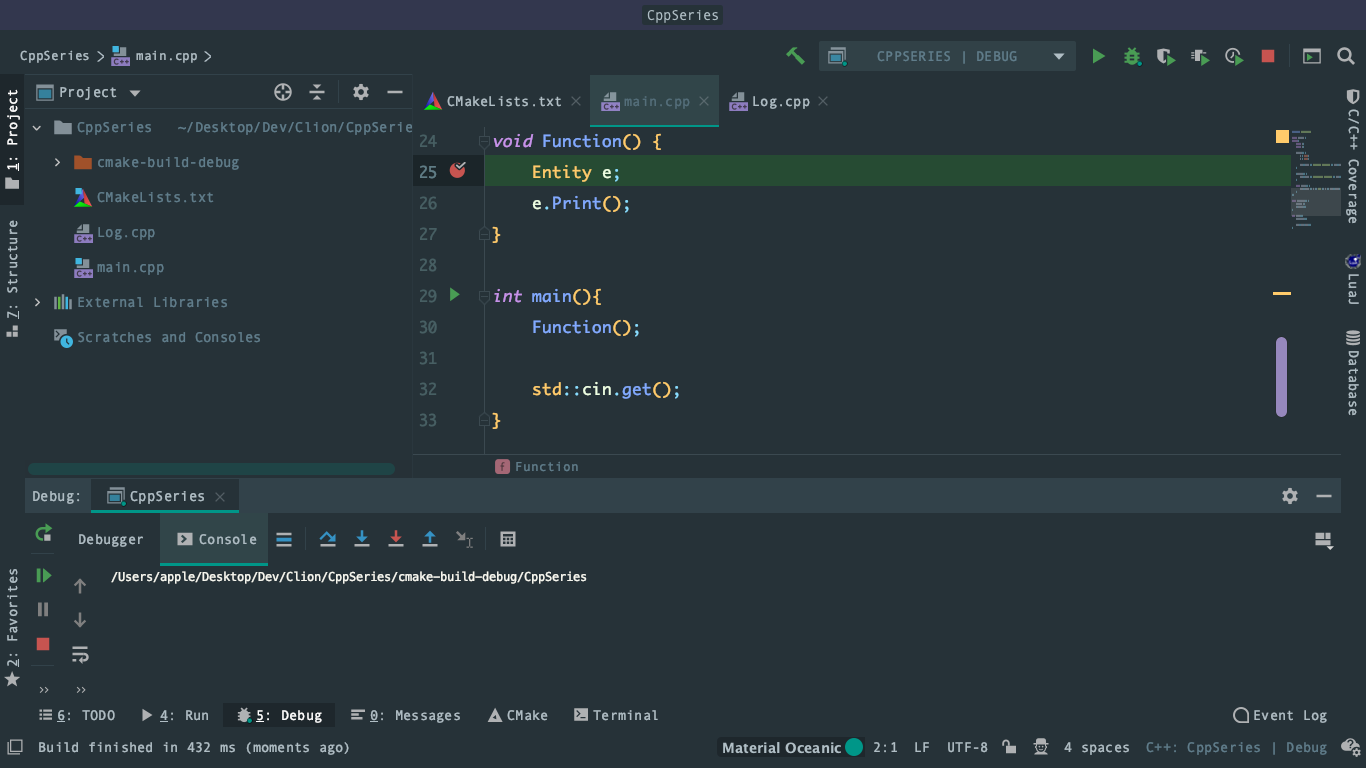 CppSeries
CppSeries main.cpp
CPPSERIES | DEBUG
1: Project
Z: Structure
2: Favorites
Project
CppSeries ~/Desktop/Dev/Clion/CppSerie
cmake-build-debug
CMakeLists.txt
Log.cpp
main.cpp
External Libraries
Scratches and Consoles
CMakeLists.txt main.cpp Log.cpp
24 void Function() {
25 Entity e;
26 e.Print();
27 }
28
29 int main(){
30 Function();
31
32 std::cin.get();
33 }
f Function
C/C++ Coverage
LuaJ
Database
Debug: CppSeries
Debugger Console
/Users/apple/Desktop/Dev/Clion/CppSeries/cmake-build-debug/CppSeries
6: TODO 4: Run 5: Debug 0: Messages CMake Terminal Event Log
Build finished in 432 ms (moments ago) Material Oceanic 2:1 LF UTF-8 4 spaces C++: CppSeries | Debug